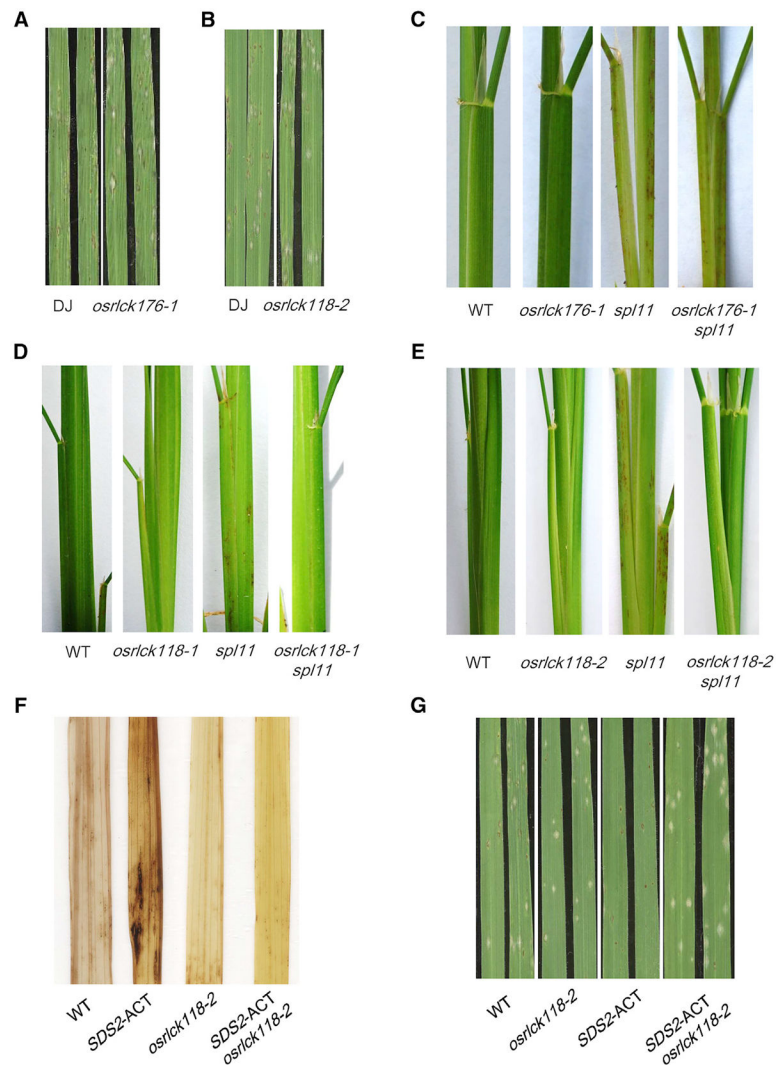 A
B
C
DJ osrlck176-1
DJ osrlck118-2
WT osrlck176-1 spl11 osrlck176-1
spl11
D
E
WT osrlck118-1 spl11 osrlck118-1
spl11
WT osrlck118-2 spl11 osrlck118-2
spl11
F
G
WT
SDS2-ACT
osrlck118-2
SDS2-ACT
osrlck118-2
WT
osrlck118-2
SDS2-ACT
SDS2-ACT
osrlck118-2